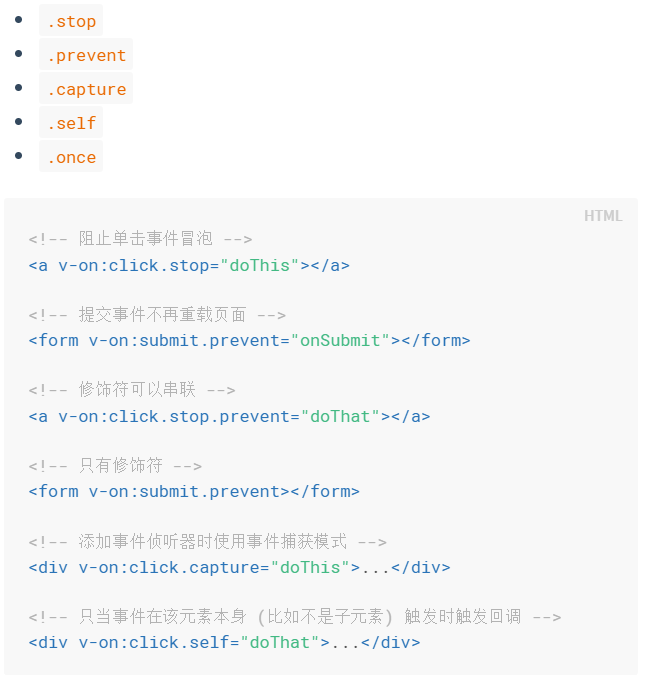 .stop
.prevent
.capture
.self
.once
HTML
<!-- 阻止单击事件冒泡 -->
<a v-on:click.stop="doThis"></a>
<!-- 提交事件不再重载页面 -->
<form v-on:submit.prevent="onSubmit"></form>
<!-- 修饰符可以串联 -->
<a v-on:click.stop.prevent="doThat"></a>
<!-- 只有修饰符 -->
<form v-on:submit.prevent></form>
<!-- 添加事件侦听器时使用事件捕获模式 -->
<div v-on:click.capture="doThis">...</div>
<!-- 只当事件在该元素本身 (比如不是子元素) 触发时触发回调 -->
<div v-on:click.self="doThat">...</div>